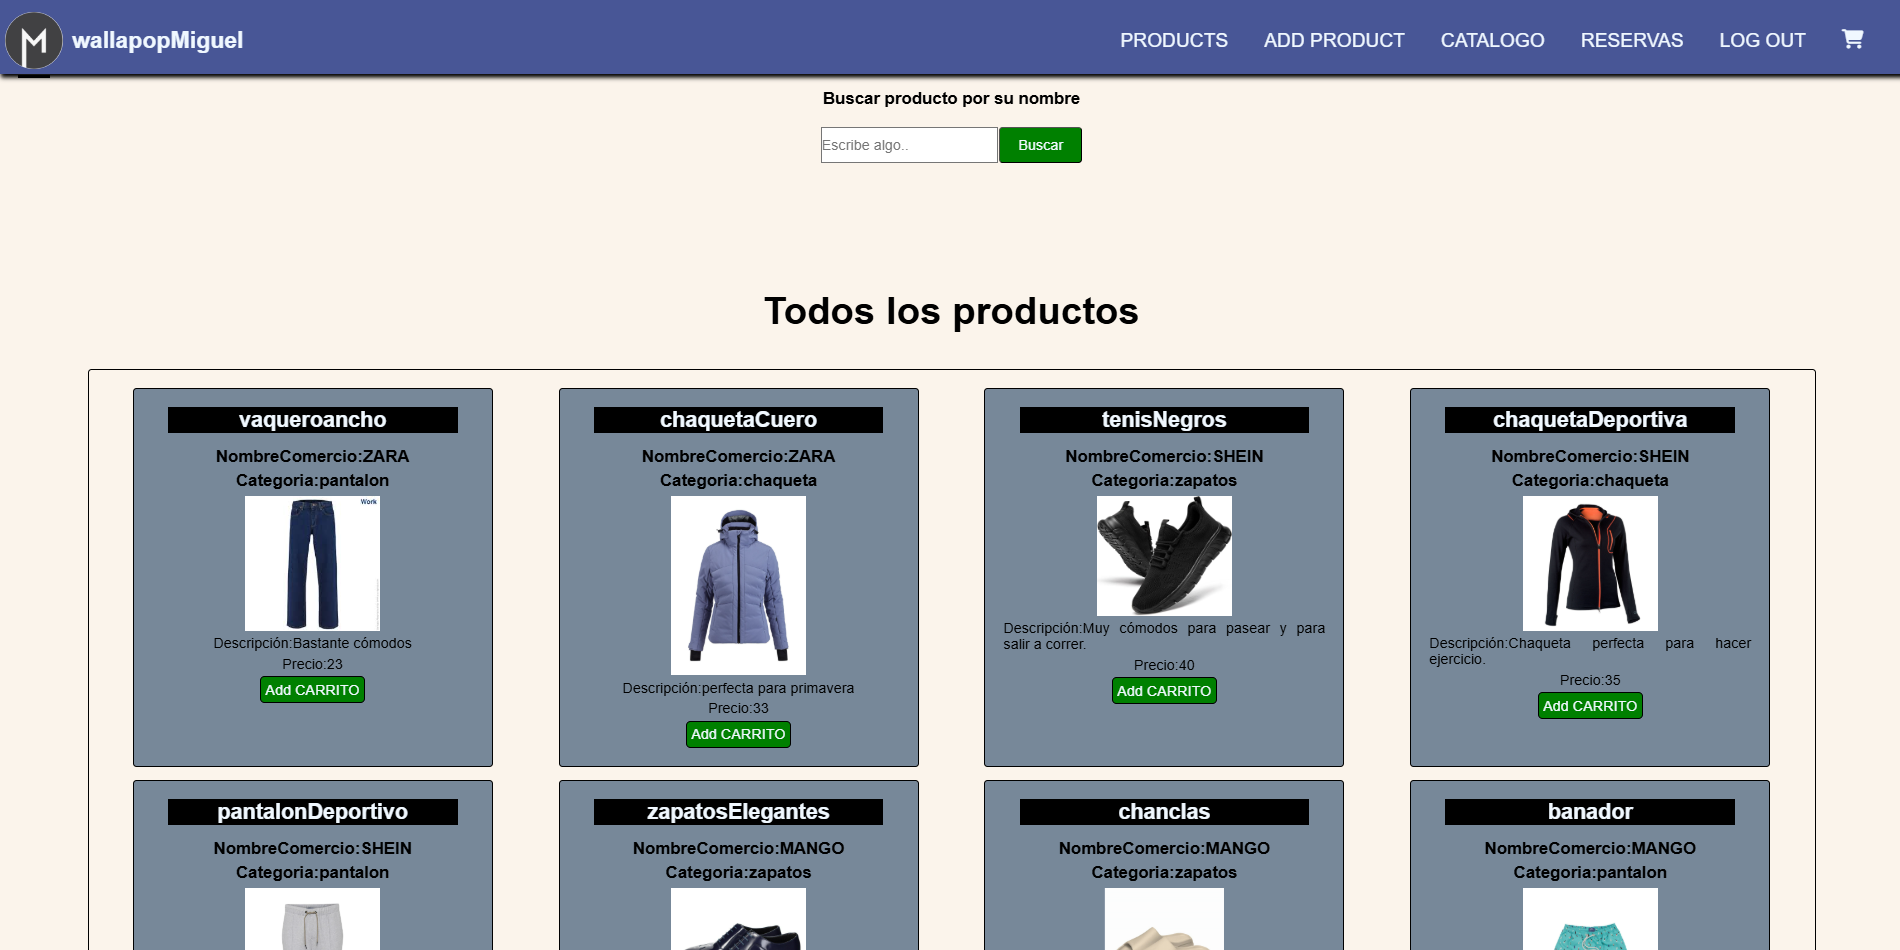 wallapopMiguel
PRODUCTS ADD PRODUCT CATALOGO RESERVAS LOG OUT
Buscar producto por su nombre
Escribe algo.. Buscar
Todos los productos
vaqueroancho
NombreComercio:ZARA
Categoria:pantalon
Work
Descripción:Bastante cómodos
Precio:23
Add CARRITO
chaquetaCuero
NombreComercio:ZARA
Categoria:chaqueta
Descripción:perfecta para primavera
Precio:33
Add CARRITO
tenisNegros
NombreComercio:SHEIN
Categoria:zapatos
Descripción:Muy cómodos para pasear y para
salir a correr.
Precio:40
Add CARRITO
chaquetaDeportiva
NombreComercio:SHEIN
Categoria:chaqueta
Descripción:Chaqueta perfecta para hacer
ejercicio.
Precio:35
Add CARRITO
pantalonDeportivo
NombreComercio:SHEIN
Categoria:pantalon
zapatosElegantes
NombreComercio:MANGO
Categoria:zapatos
chanclas
NombreComercio:MANGO
Categoria:zapatos
banador
NombreComercio:MANGO
Categoria:pantalon